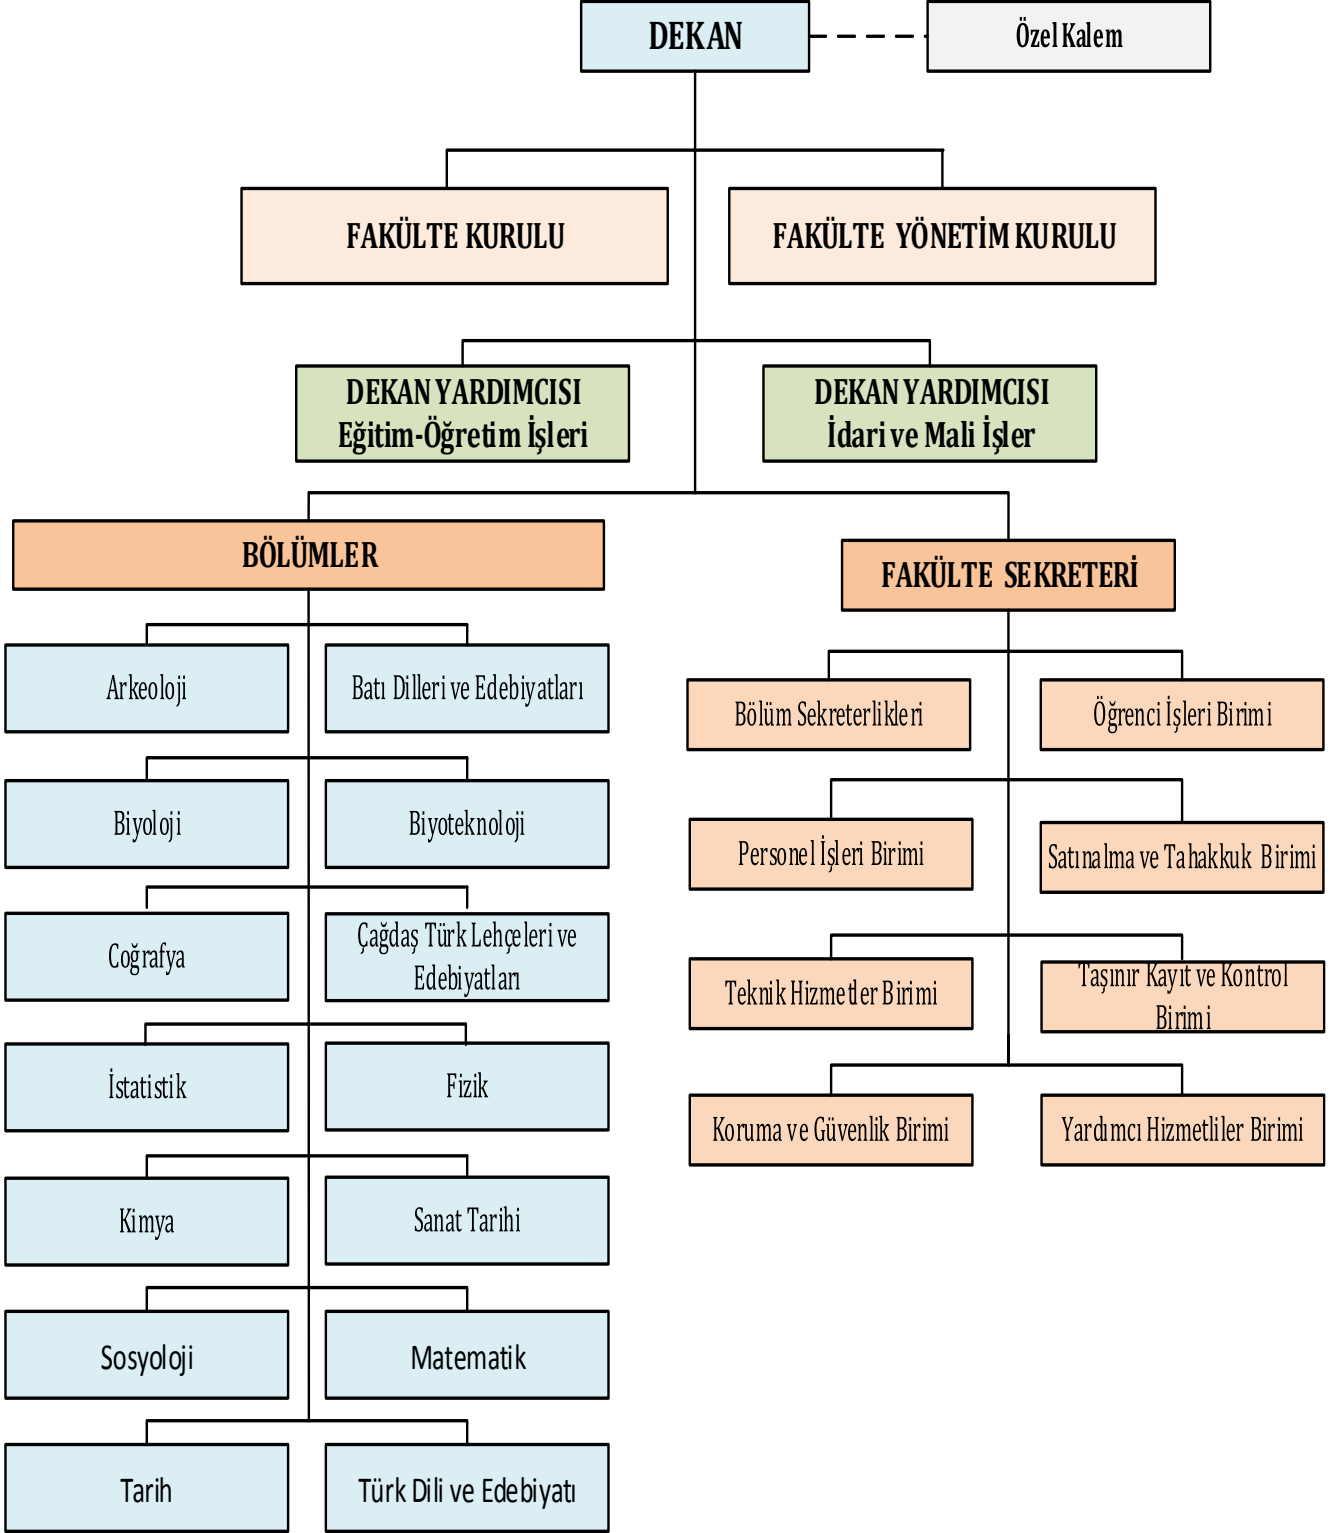 DEKAN
Özel Kalem
FAKÜLTE KURULU
FAKÜLTE YÖNETİM KURULU
DEKAN YARDIMCISI
Eğitim-Öğretim İşleri
DEKAN YARDIMCISI
İdari ve Mali İşler
BÖLÜMLER
Arkeoloji
Batı Dilleri ve Edebiyatları
Biyoloji
Biyoteknoloji
Coğrafya
Çağdaş Türk Lehçeleri ve
Edebiyatları
İstatistik
Fizik
Kimya
Sanat Tarihi
Sosyoloji
Matematik
Tarih
Türk Dili ve Edebiyatı
FAKÜLTE SEKRETERİ
Bölüm Sekreterlikleri
Öğrenci İşleri Birimi
Personel İşleri Birimi
Satınalma ve Tahakkuk Birimi
Teknik Hizmetler Birimi
Taşınır Kayıt ve Kontrol
Birimi
Koruma ve Güvenlik Birimi
Yardımcı Hizmetliler Birimi